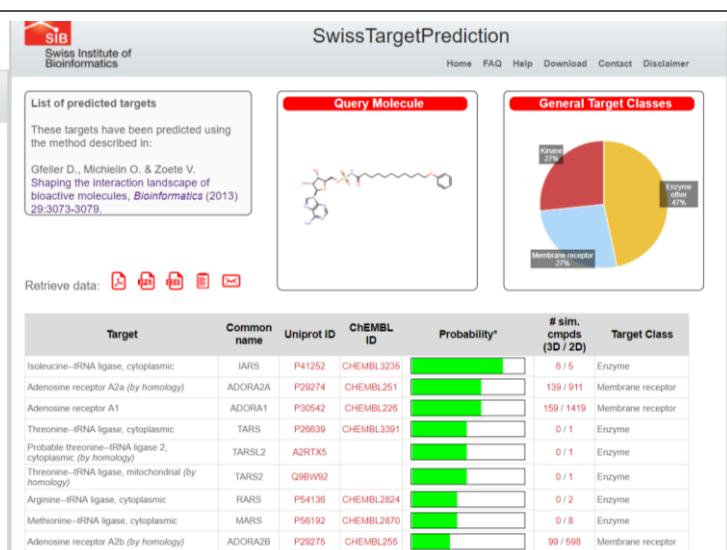 SIB
Swiss Institute of
Bioinformatics
SwissTargetPrediction
Home FAQ Help Download Contact Disclaimer
List of predicted targets
These targets have been predicted using
the method described in:
Gfeller D., Michielin O. & Zoete V.
Shaping the interaction landscape of
bioactive molecules, Bioinformatics (2013)
29:3073-3079.
Query Molecule
General Target Classes
Kinase
27%
Enzyme
other
47%
Membrane receptor
27%
Retrieve data:
Target Common name Uniprot ID ChEMBL ID Probability* # sim. cmpds (3D / 2D) Target Class
Isoleucine--tRNA ligase, cytoplasmic IARS P41252 CHEMBL3235 6 / 5 Enzyme
Adenosine receptor A2a (by homology) ADORA2A P29274 CHEMBL251 139 / 911 Membrane receptor
Adenosine receptor A1 ADORA1 P30542 CHEMBL226 159 / 1419 Membrane receptor
Threonine--tRNA ligase, cytoplasmic TARS P26639 CHEMBL3391 0 / 1 Enzyme
Probable threonine--tRNA ligase 2,
cytoplasmic (by homology) TARSL2 A2RTX5 0 / 1 Enzyme
Threonine--tRNA ligase, mitochondrial (by
homology) TARS2 Q9BW92 0 / 1 Enzyme
Arginine--tRNA ligase, cytoplasmic RARS P54136 CHEMBL2824 0 / 2 Enzyme
Methionine--tRNA ligase, cytoplasmic MARS P56192 CHEMBL2870 0 / 8 Enzyme
Adenosine receptor A2b (by homology) ADORA2B P29275 CHEMBL255 99 / 598 Membrane receptor